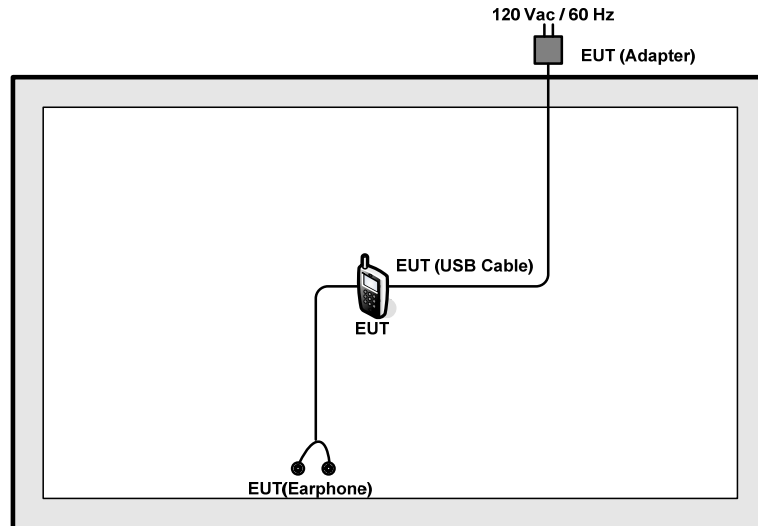 120 Vac / 60 Hz
EUT (Adapter)
EUT (USB Cable)
EUT
EUT(Earphone)